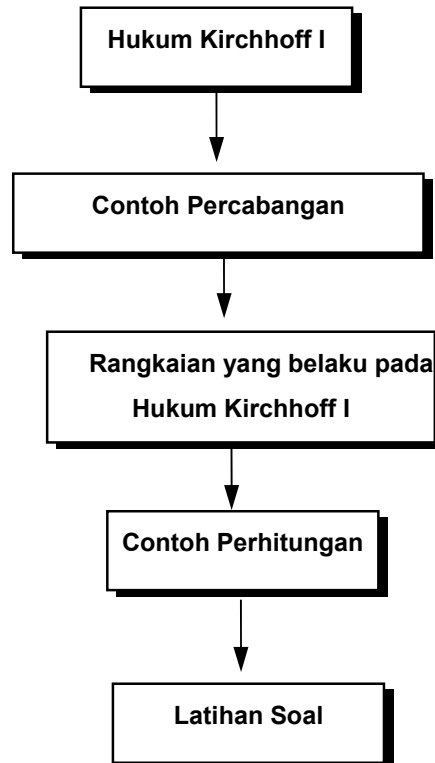 Hukum Kirchhoff I
Contoh Percabangan
Rangkaian yang belaku pada
Hukum Kirchhoff I
Contoh Perhitungan
Latihan Soal